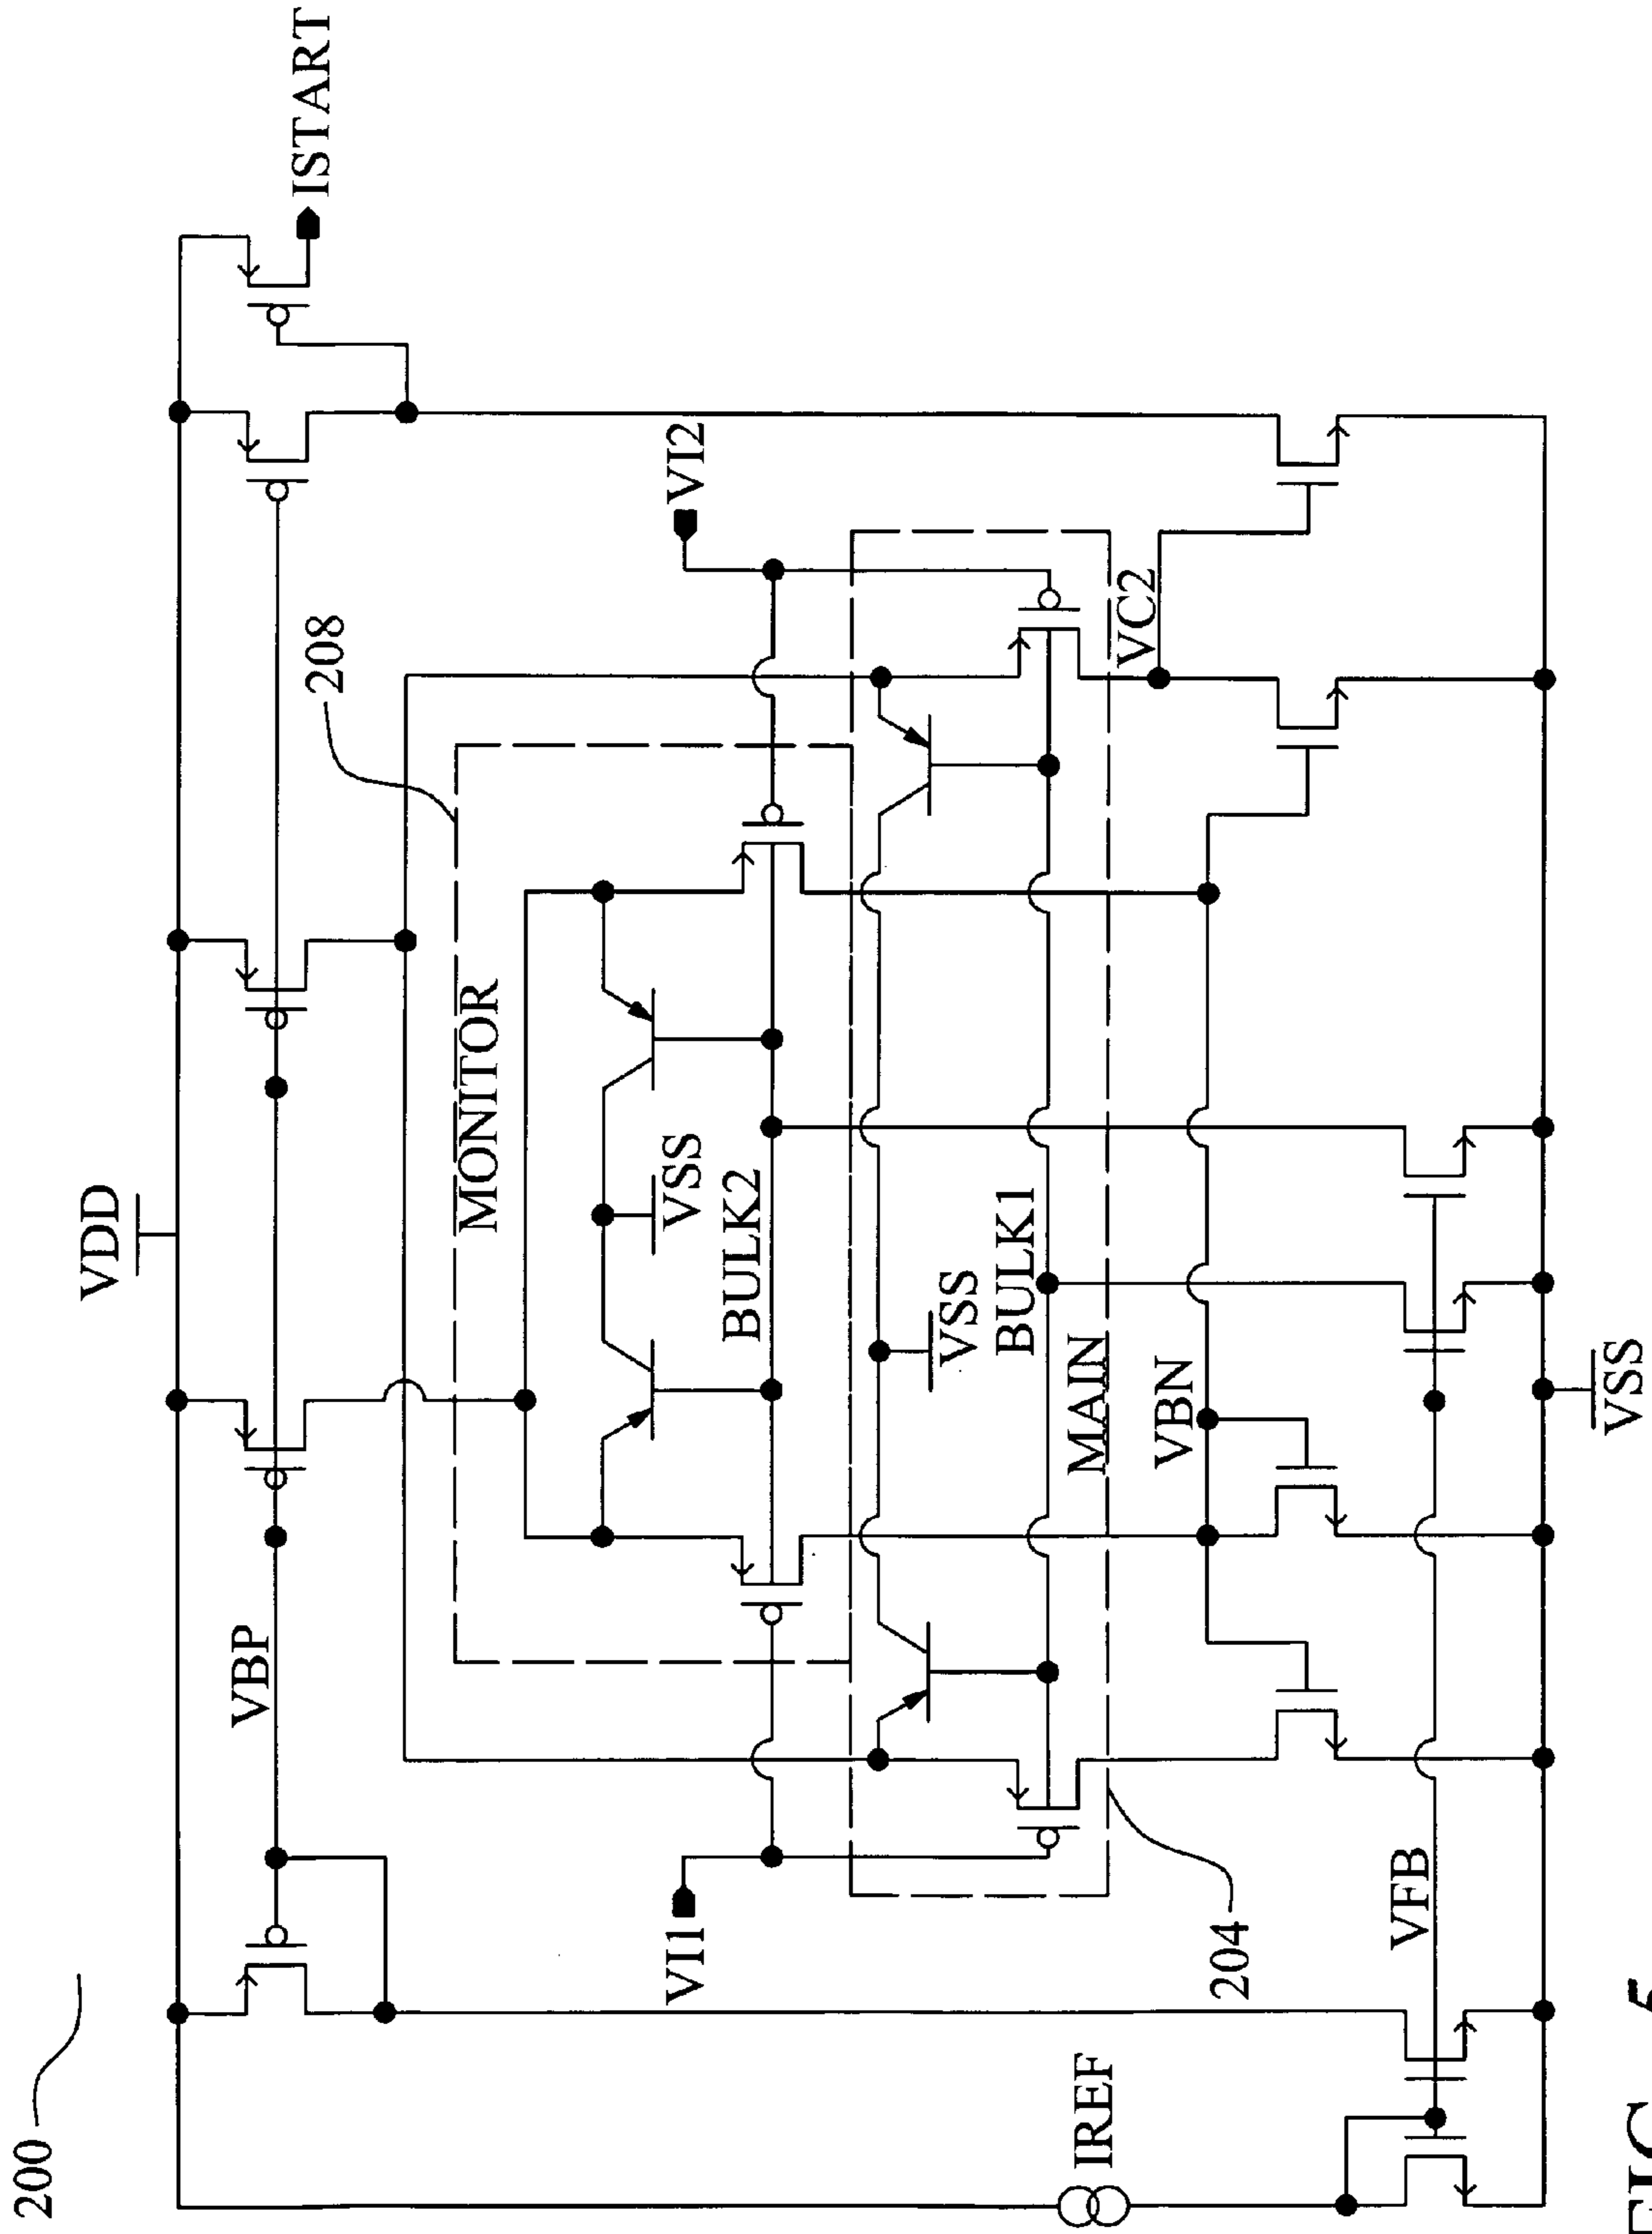 200
VDD
ISTART
VBP
208
MONITOR
VI1
VI2
VSS
BULK2
VSS
BULK1
MAIN
VC2
VBN
204
IREF
VFB
VSS
FIG. 5